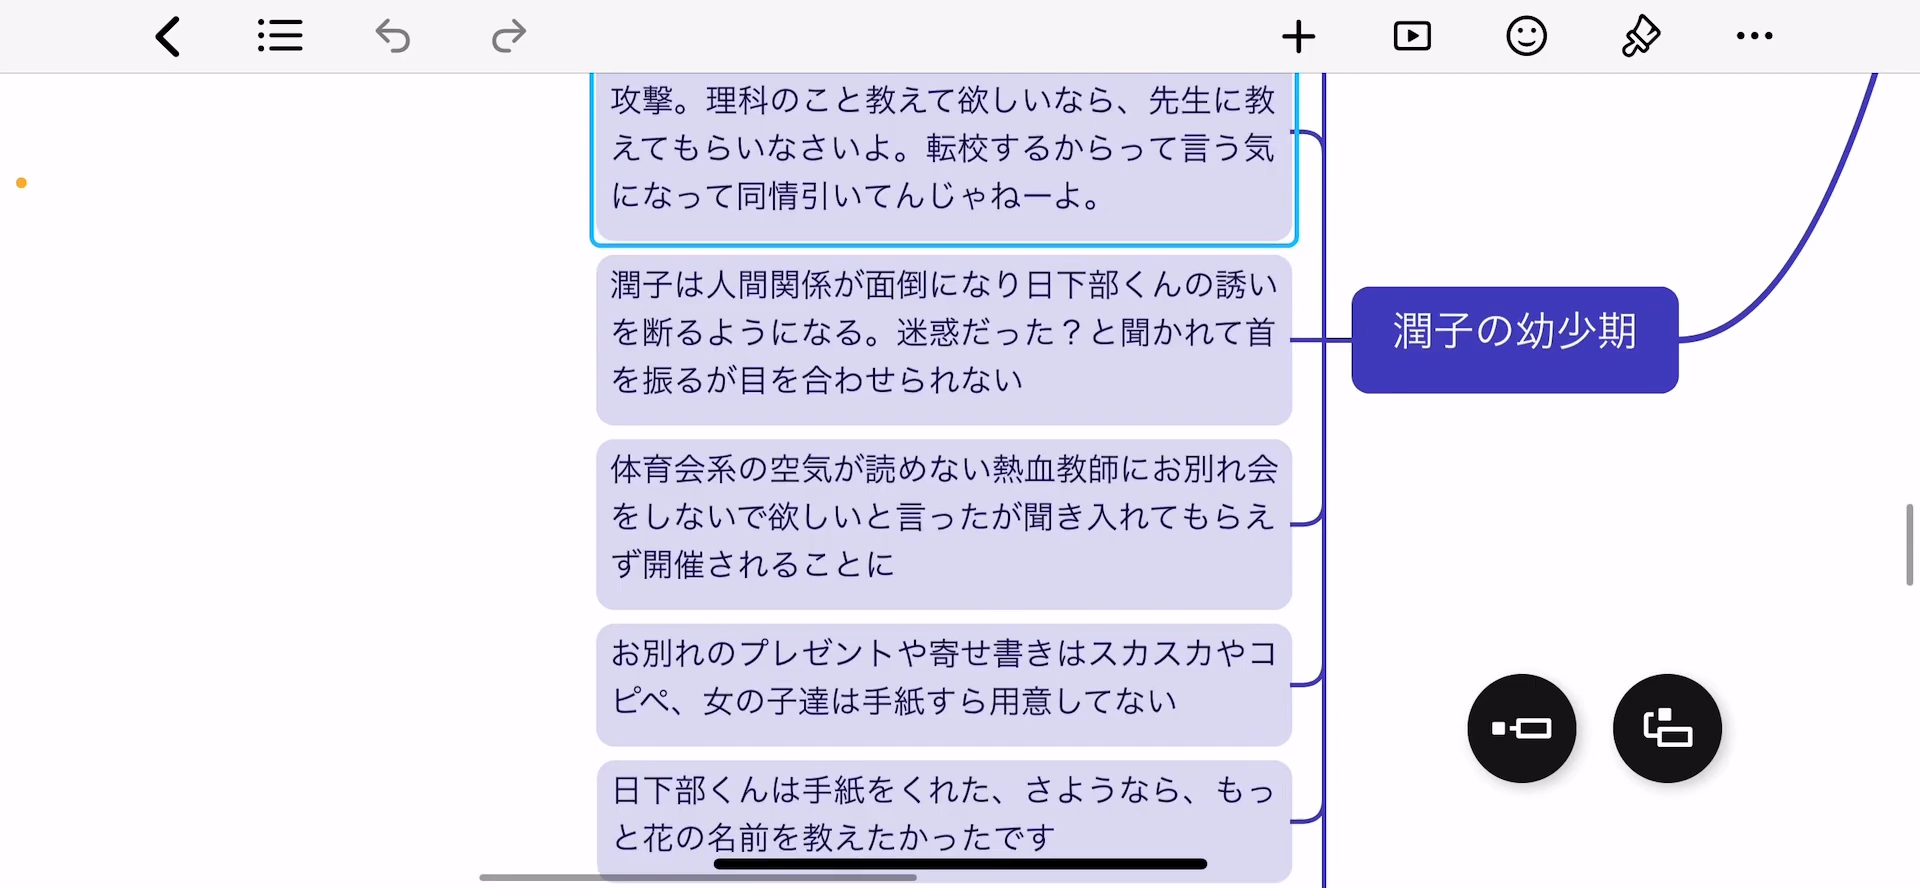 攻撃。理科のこと教えて欲しいなら、先生に教
えてもらいなさいよ。転校するからって言う気
になって同情引いてんじゃねーよ。
潤子は人間関係が面倒になり日下部くんの誘い
を断るようになる。迷惑だった？と聞かれて首
を振るが目を合わせられない
潤子の幼少期
体育会系の空気が読めない熱血教師にお別れ会
をしないで欲しいと言ったが聞き入れてもらえ
ず開催されることに
お別れのプレゼントや寄せ書きはスカスカやコ
ピペ、女の子達は手紙すら用意してない
日下部くんは手紙をくれた、さようなら、もっ
と花の名前を教えたかったです